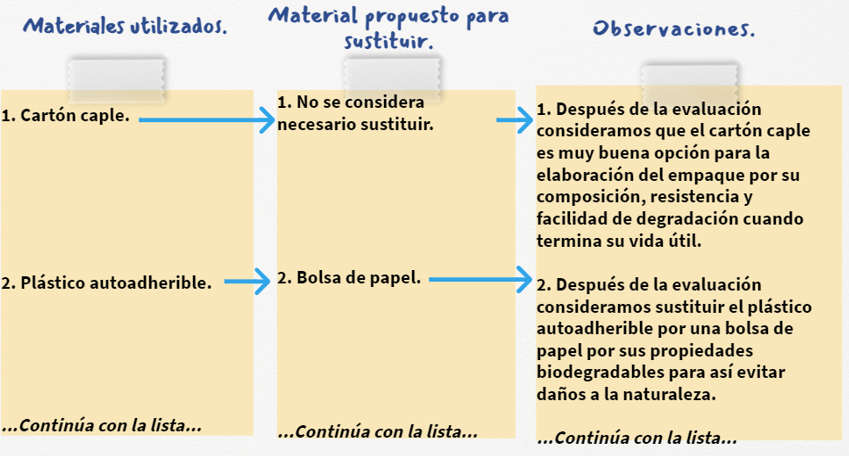 Materiales utilizados.
Material propuesto para
sustituir.
Observaciones.
1. Cartón caple.
2. Plástico autoadherible.
...Continúa con la lista...
1. No se considera
necesario sustituir.
2. Bolsa de papel.
...Continúa con la lista...
1. Después de la evaluación
consideramos que el cartón caple
es muy buena opción para la
elaboración del empaque por su
composición, resistencia y
facilidad de degradación cuando
termina su vida útil.
2. Después de la evaluación
consideramos sustituir el plástico
autoadherible por una bolsa de
papel por sus propiedades
biodegradables para así evitar
daños a la naturaleza.
...Continúa con la lista...